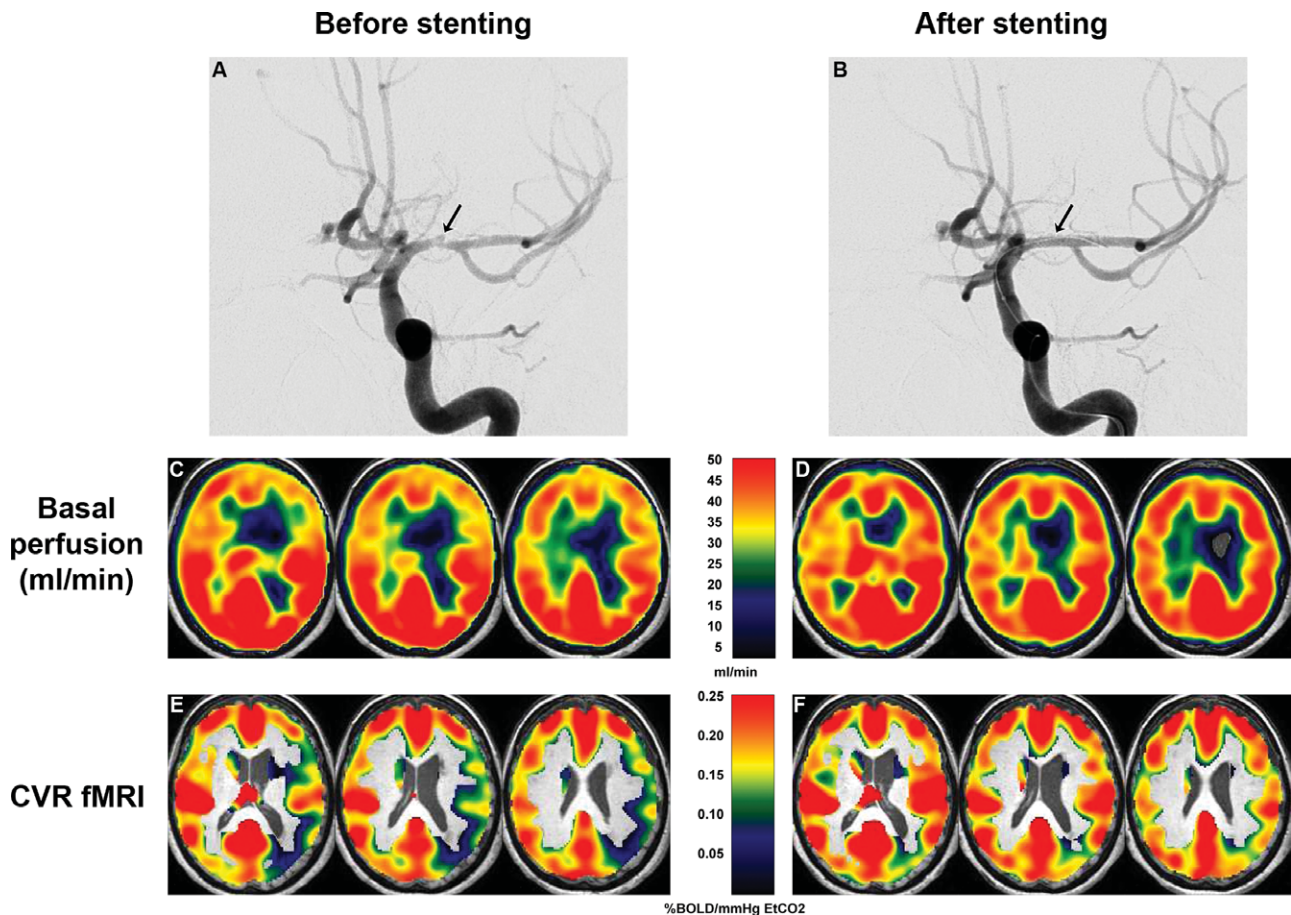 Before stenting
After stenting
A
B
C
50
45
40
35
30
25
20
15
10
5
ml/min
D
Basal
perfusion
(ml/min)
E
0.25
0.20
0.15
0.10
0.05
%BOLD/mmHg EtCO2
F
CVR fMRI